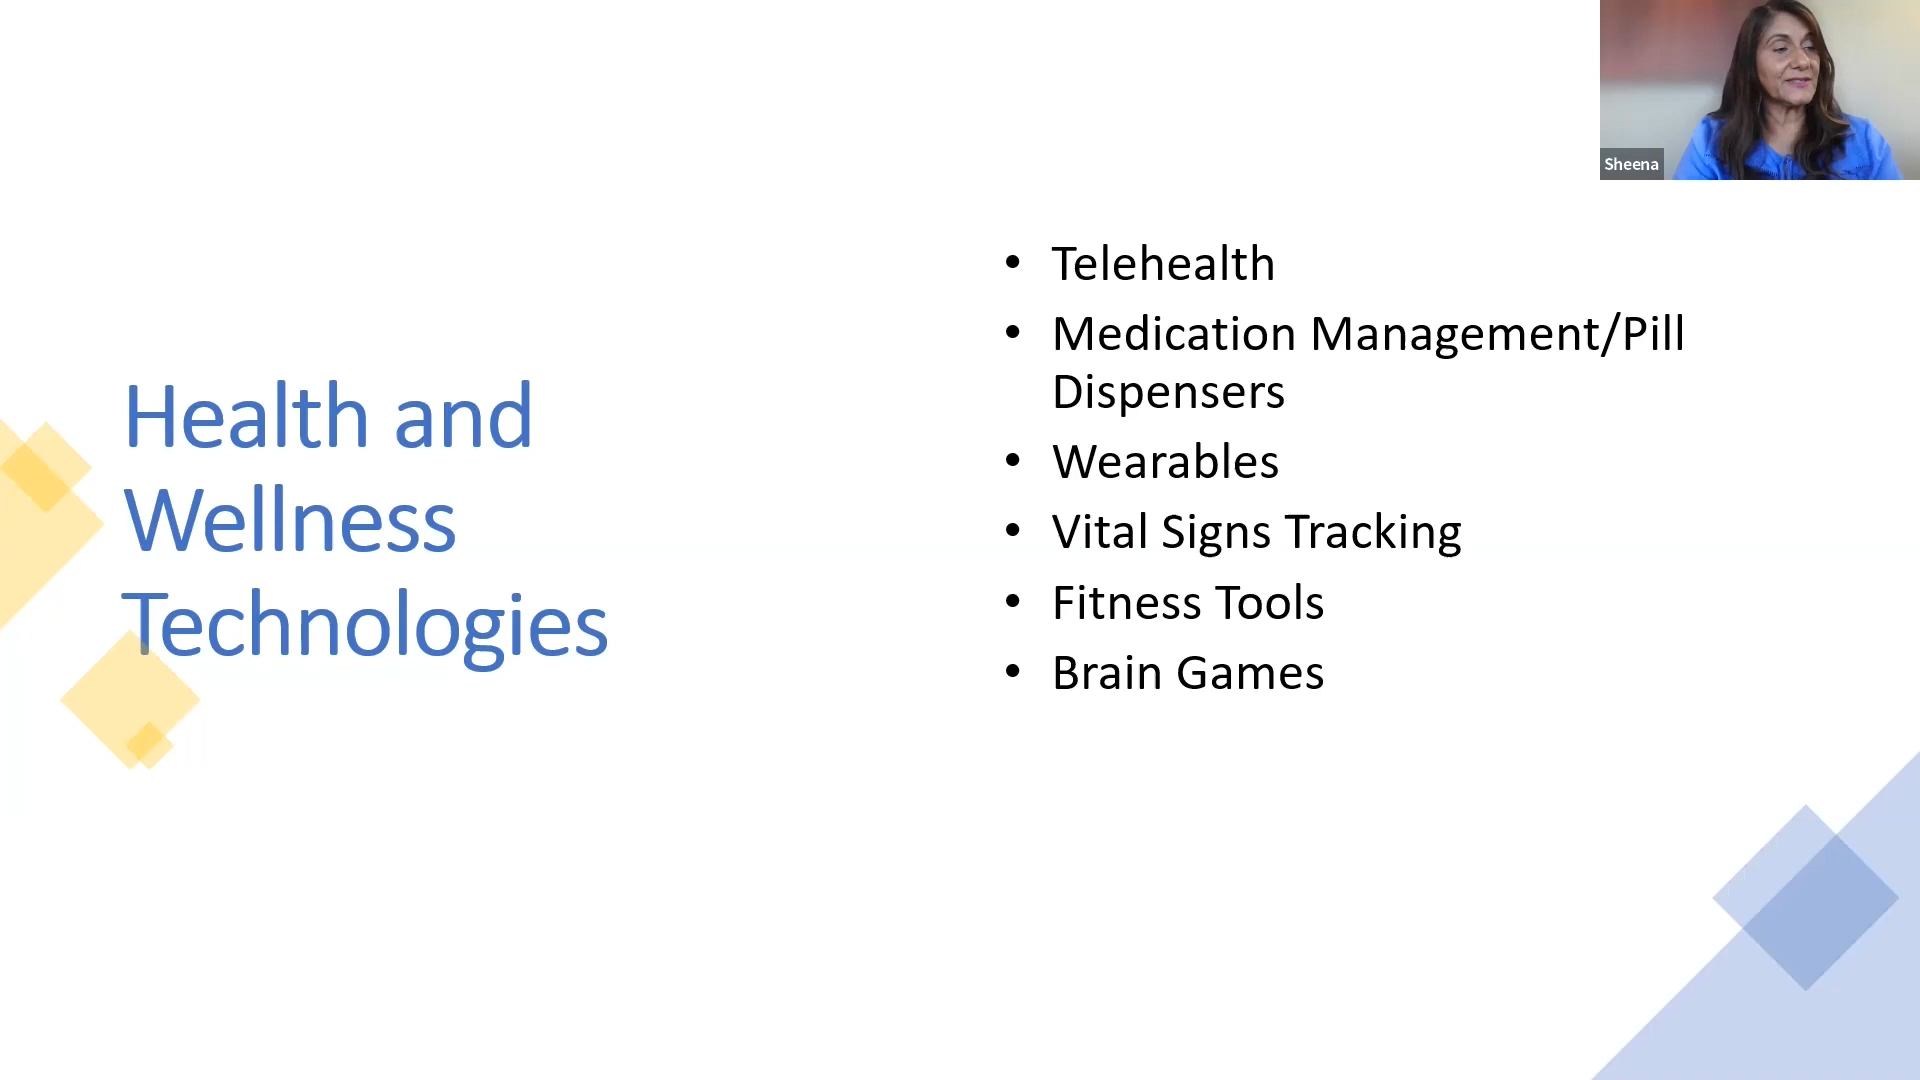 Sheena
Health and
Wellness
Technologies
• Telehealth
• Medication Management/Pill
Dispensers
• Wearables
• Vital Signs Tracking
• Fitness Tools
• Brain Games